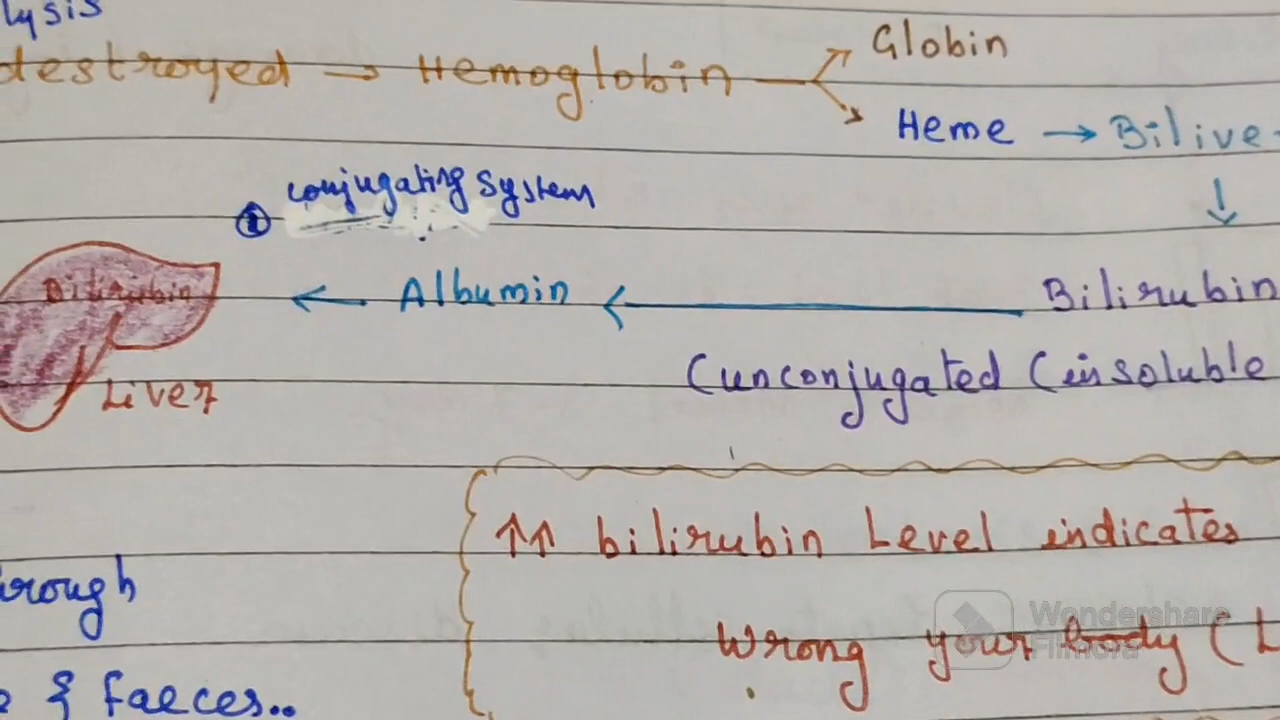 lysis
destroyed → Hemoglobin
Globin
Heme → Bilive
↓
① conjugating system
Bilirubin
← Albumin ← Bilirubin
(unconjugated (insoluble
Liver
↑↑ bilirubin Level indicates
irough
Wrong your body (L
& faeces..
Wondershare
Filmora